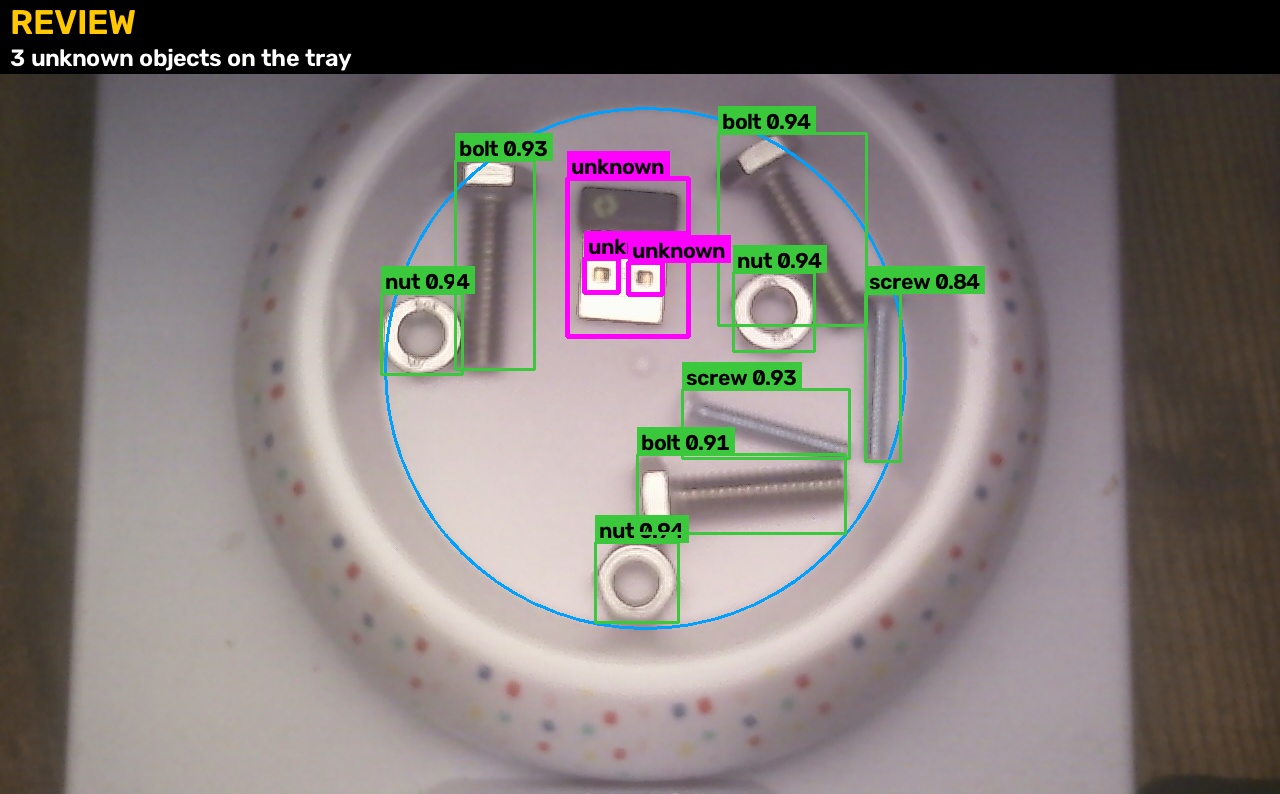 REVIEW
3 unknown objects on the tray
bolt 0.94
bolt 0.93
unknown
unk
unknown
nut 0.94
nut 0.94
screw 0.84
screw 0.93
bolt 0.91
nut 0.94